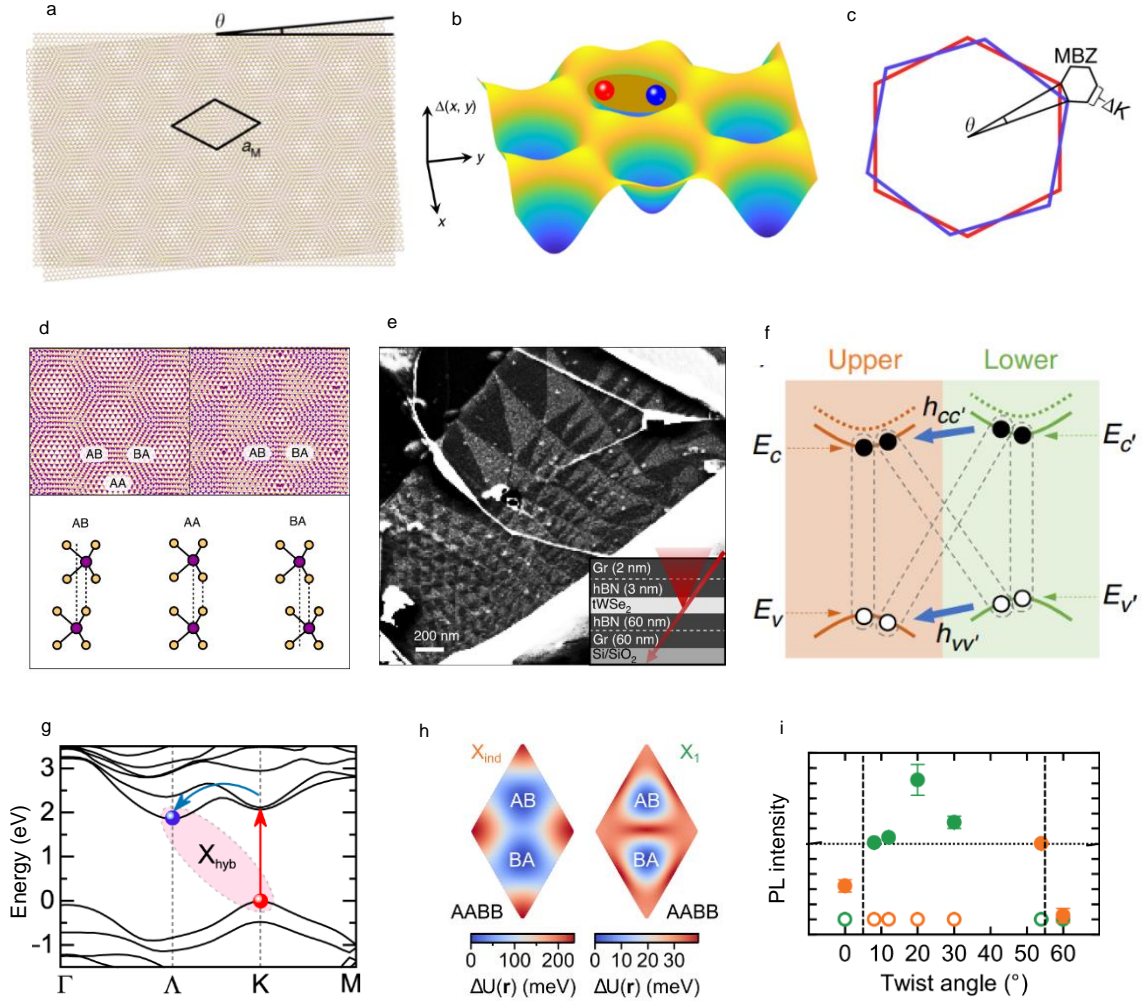 a
θ
a_M
b
Δ(x, y)
y
x
c
MBZ
ΔK
θ
d
AB BA AB BA
AA
AB AA BA
e
Gr (2 nm)
hBN (3 nm)
tWSe₂
hBN (60 nm)
Gr (60 nm)
Si/SiO₂
200 nm
f
Upper Lower
h_cc'
E_c E_c'
E_v E_v'
h_vv'
g
3
2
1
0
-1
Energy (eV)
X_hyb
Γ Λ K M
h
X_ind X_1
AB AB
BA BA
AABB AABB
0 100 200 0 10 20 30
ΔU(r) (meV) ΔU(r) (meV)
i
PL intensity
0 10 20 30 40 50 60
Twist angle (°)